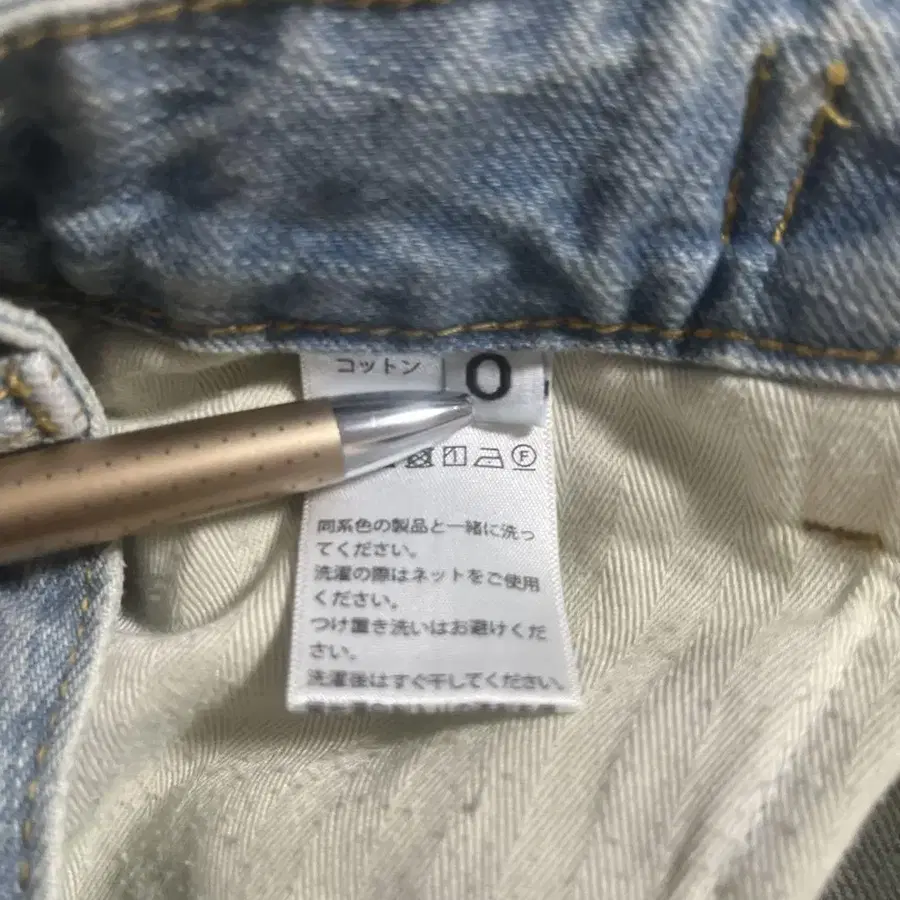 コットン
0
F
同系色の製品と一緒に洗っ
てください。
洗濯の際はネットをご使用
ください。
つけ置き洗いはお避けくだ
さい。
洗濯後はすぐ干してください。